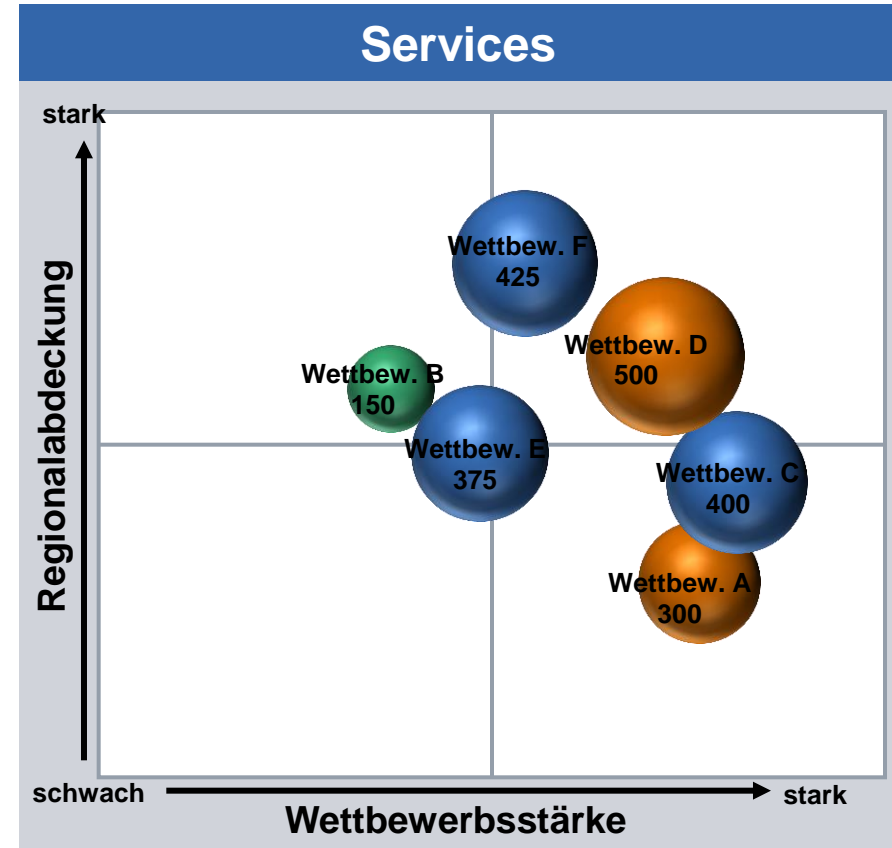 Services
stark
Regionalabdeckung
Wettbew. F
425
Wettbew. D
500
Wettbew. B
150
Wettbew. E
375
Wettbew. C
400
Wettbew. A
300
schwach
stark
Wettbewerbsstärke